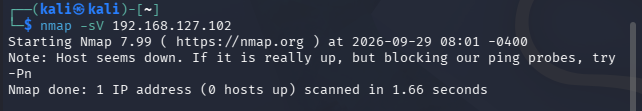 ┌──(kali㉿kali)-[~]
└─$ nmap -sV 192.168.127.102
Starting Nmap 7.99 ( https://nmap.org ) at 2026-09-29 08:01 -0400
Note: Host seems down. If it is really up, but blocking our ping probes, try
-Pn
Nmap done: 1 IP address (0 hosts up) scanned in 1.66 seconds